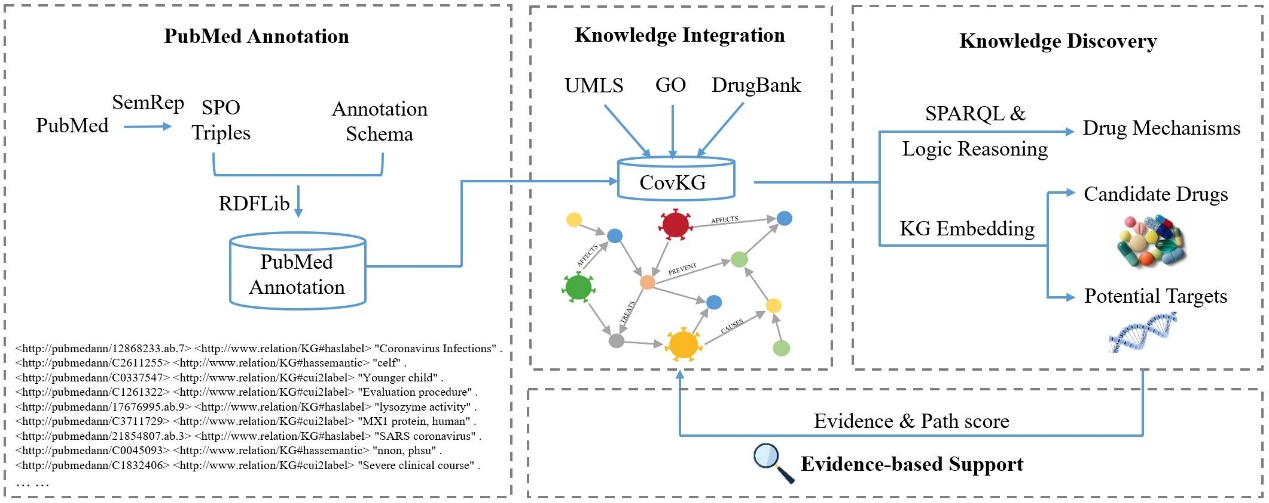 PubMed Annotation
PubMed
SemRep
SPO
Triples
Annotation
Schema
RDFLib
PubMed
Annotation
<http://pubmedann/12868233.ab.7> <http://www.relation/KG#haslabel> "Coronavirus Infections" .
<http://pubmedann/C2611255> <http://www.relation/KG#hassemantic> "celf" .
<http://pubmedann/C0337547> <http://www.relation/KG#cui2label> "Younger child" .
<http://pubmedann/C1261322> <http://www.relation/KG#cui2label> "Evaluation procedure" .
<http://pubmedann/17676995.ab.9> <http://www.relation/KG#haslabel> "lysozyme activity" .
<http://pubmedann/C3711729> <http://www.relation/KG#cui2label> "MX1 protein, human" .
<http://pubmedann/21854807.ab.3> <http://www.relation/KG#haslabel> "SARS coronavirus" .
<http://pubmedann/C0045093> <http://www.relation/KG#hassemantic> "nnon, phsu" .
<http://pubmedann/C1832406> <http://www.relation/KG#cui2label> "Severe clinical course" .
... ...
Knowledge Integration
UMLS GO DrugBank
CovKG
AFFECTS
AFFECTS
PREVENT
TREATS
CAUSES
Knowledge Discovery
SPARQL &
Logic Reasoning
Drug Mechanisms
KG Embedding
Candidate Drugs
Potential Targets
Evidence & Path score
Evidence-based Support